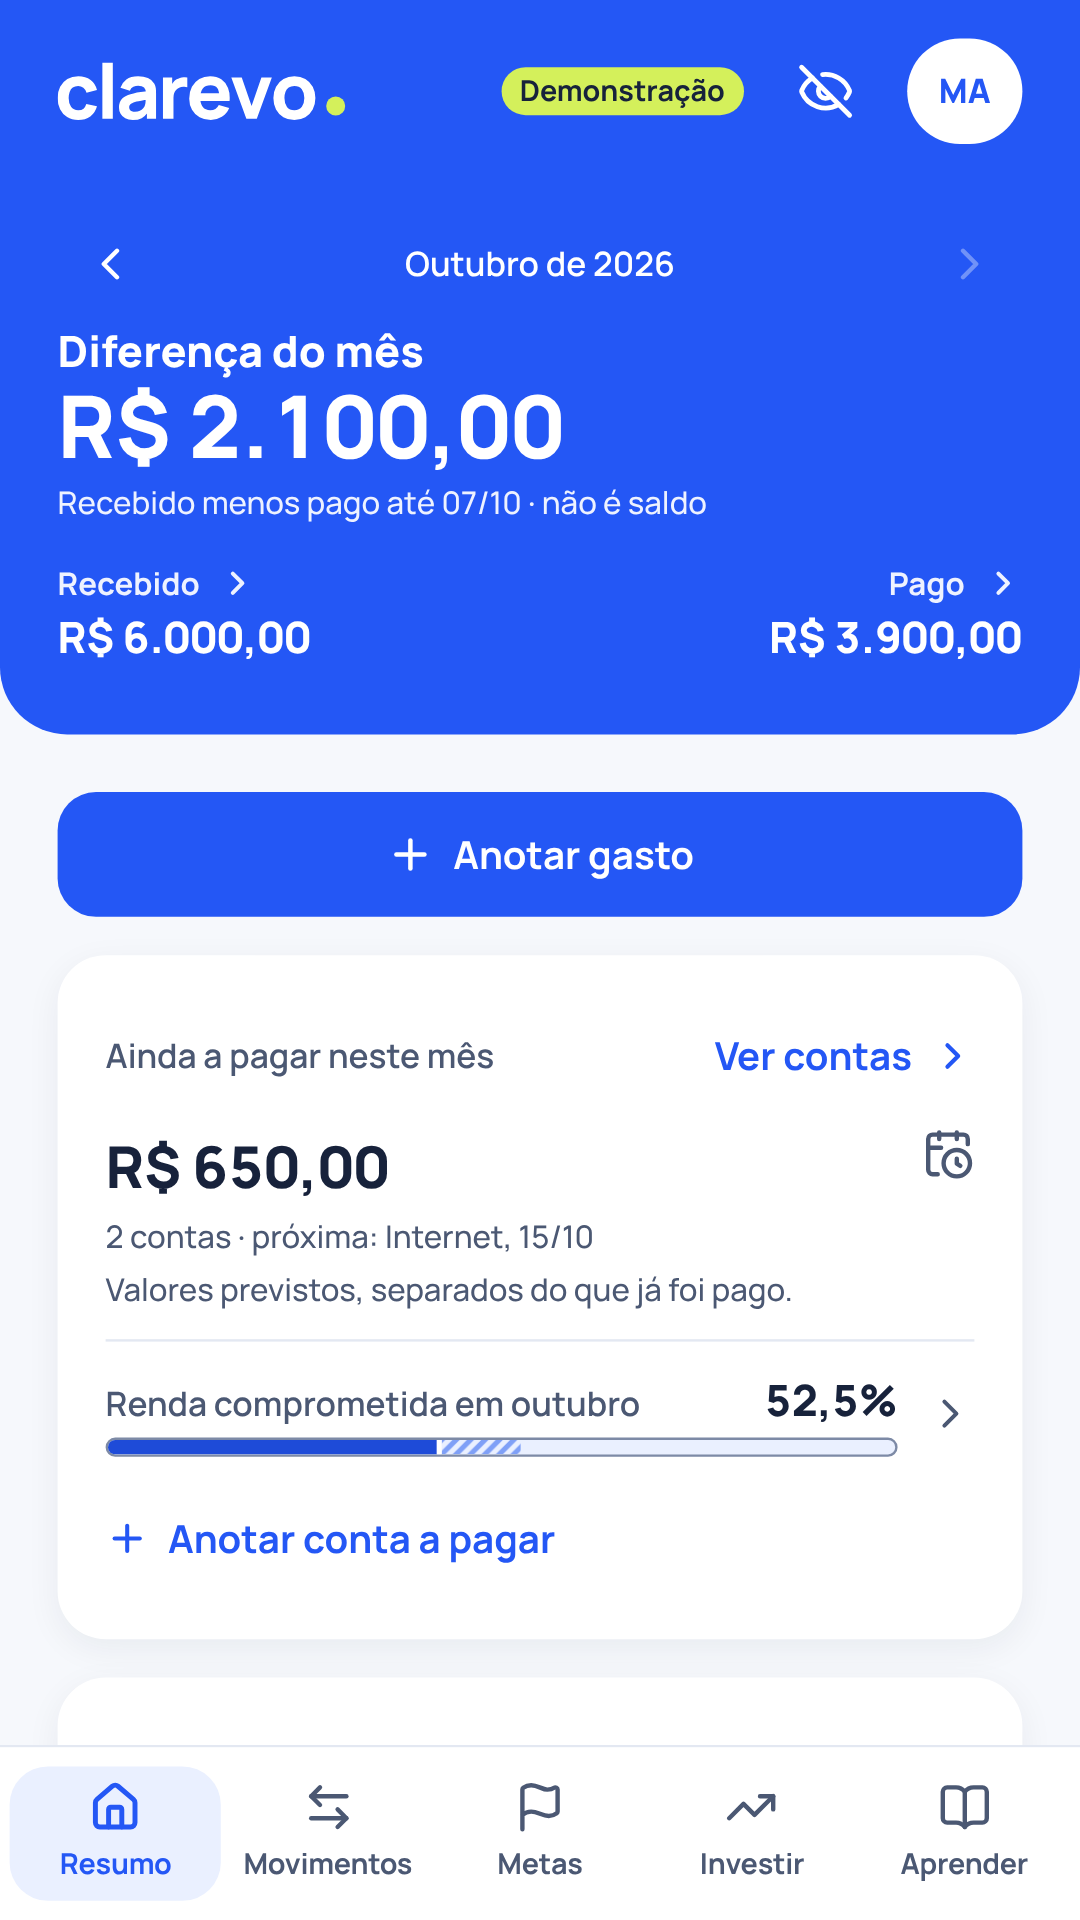 clarevo.
Demonstração
MA
Outubro de 2026
Diferença do mês
R$ 2.100,00
Recebido menos pago até 07/10 · não é saldo
Recebido
Pago
R$ 6.000,00
R$ 3.900,00
Anotar gasto
Ainda a pagar neste mês
Ver contas
R$ 650,00
2 contas · próxima: Internet, 15/10
Valores previstos, separados do que já foi pago.
Renda comprometida em outubro
52,5%
Anotar conta a pagar
Resumo
Movimentos
Metas
Investir
Aprender